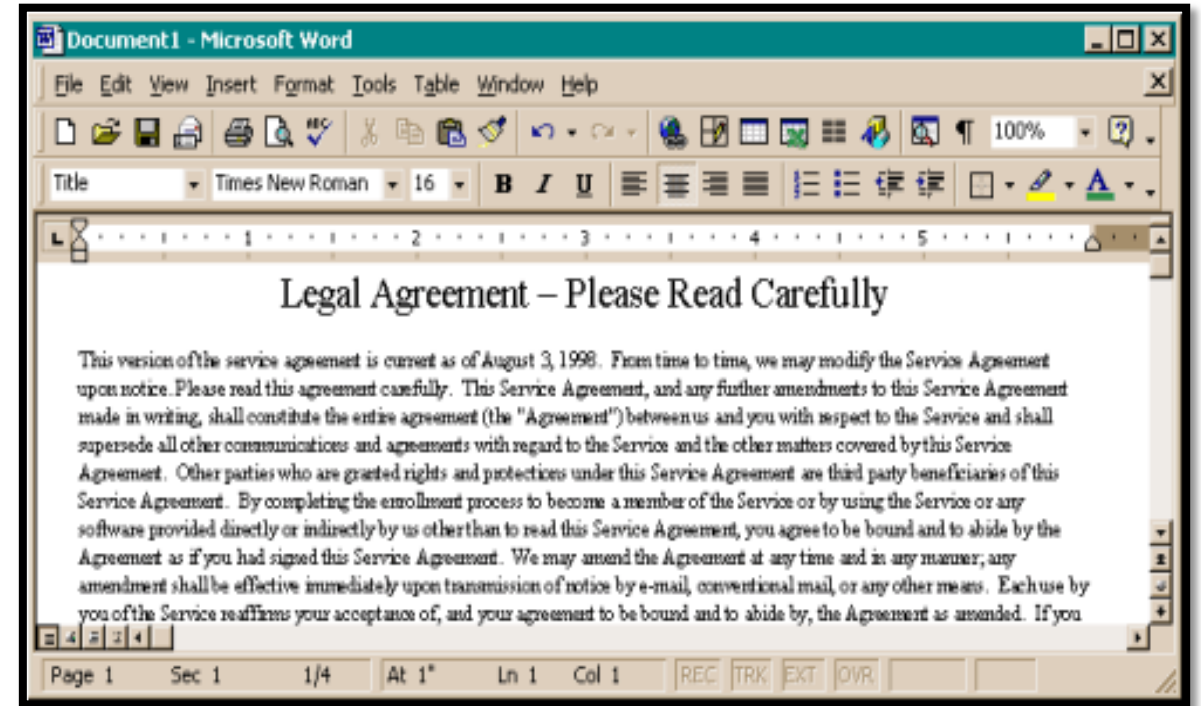 Document1 - Microsoft Word
File Edit View Insert Format Tools Table Window Help
ABC 100%
Title Times New Roman 16 B I U A
1 2 3 4 5
Legal Agreement – Please Read Carefully
This version of the service agreement is current as of August 3, 1998. From time to time, we may modify the Service Agreement
upon notice. Please read this agreement carefully. This Service Agreement, and any further amendments to this Service Agreement
made in writing, shall constitute the entire agreement (the "Agreement") between us and you with respect to the Service and shall
supersede all other communications and agreements with regard to the Service and the other matters covered by this Service
Agreement. Other parties who are granted rights and protections under this Service Agreement are third party beneficiaries of this
Service Agreement. By completing the enrollment process to become a member of the Service or by using the Service or any
software provided directly or indirectly by us other than to read this Service Agreement, you agree to be bound and to abide by the
Agreement as if you had signed this Service Agreement. We may amend the Agreement at any time and in any manner; any
amendment shall be effective immediately upon transmission of notice by e-mail, conventional mail, or any other means. Each use by
you of the Service reaffirms your acceptance of, and your agreement to be bound and to abide by, the Agreement as amended. If you
Page 1 Sec 1 1/4 At 1" Ln 1 Col 1 REC TRK EXT OVR